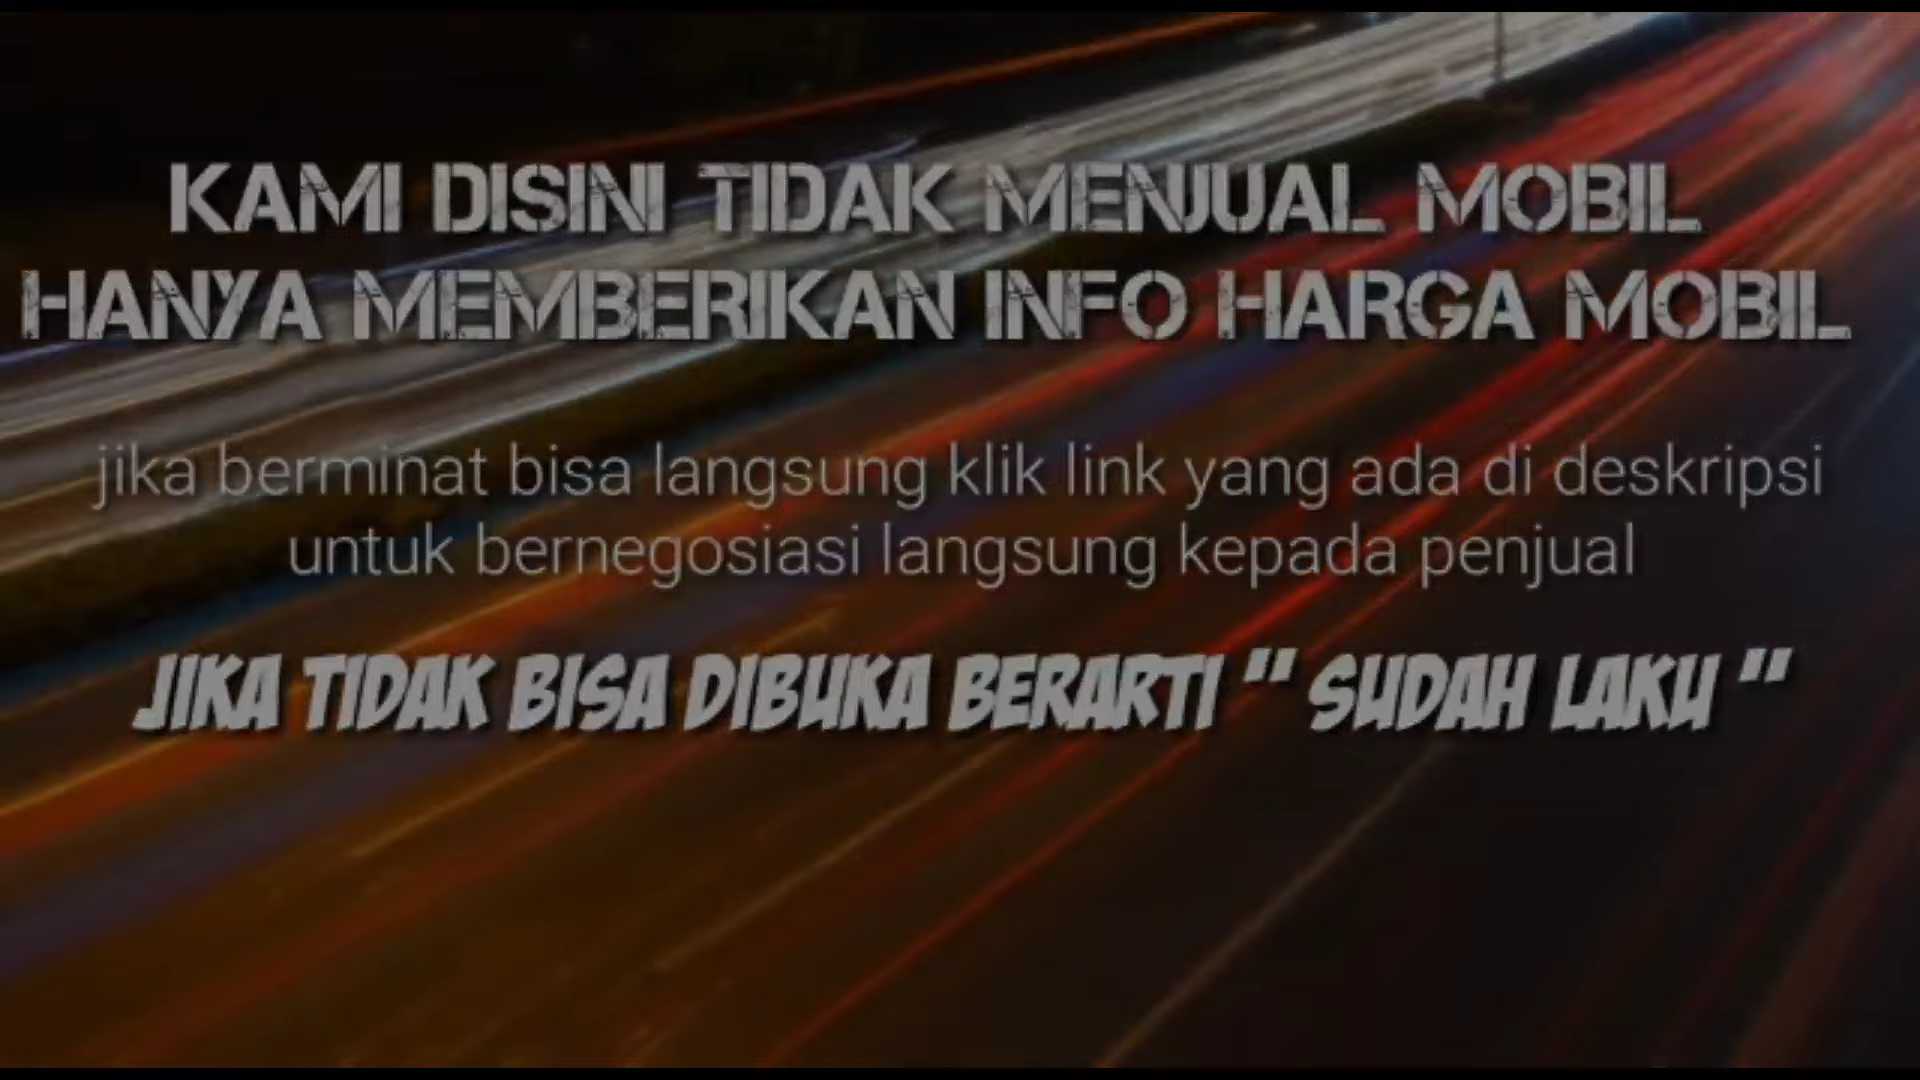 KAMI DISINI TIDAK MENJUAL MOBIL
HANYA MEMBERIKAN INFO HARGA MOBIL
jika berminat bisa langsung klik link yang ada di deskripsi
untuk bernegosiasi langsung kepada penjual
JIKA TIDAK BISA DIBUKA BERARTI " SUDAH LAKU "